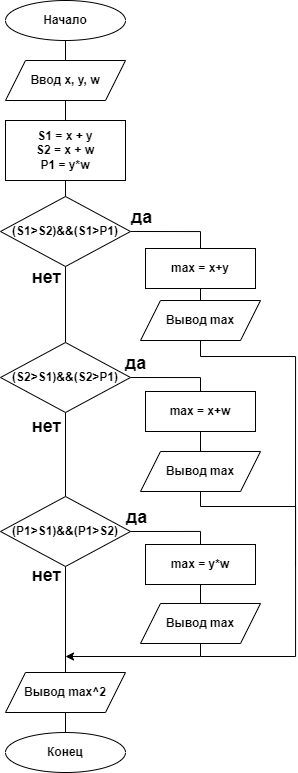 Начало
Ввод x, y, w
S1 = x + y
S2 = x + w
P1 = y*w
(S1>S2)&&(S1>P1)
да
нет
max = x+y
Вывод max
(S2>S1)&&(S2>P1)
да
нет
max = x+w
Вывод max
(P1>S1)&&(P1>S2)
да
нет
max = y*w
Вывод max
Вывод max^2
Конец